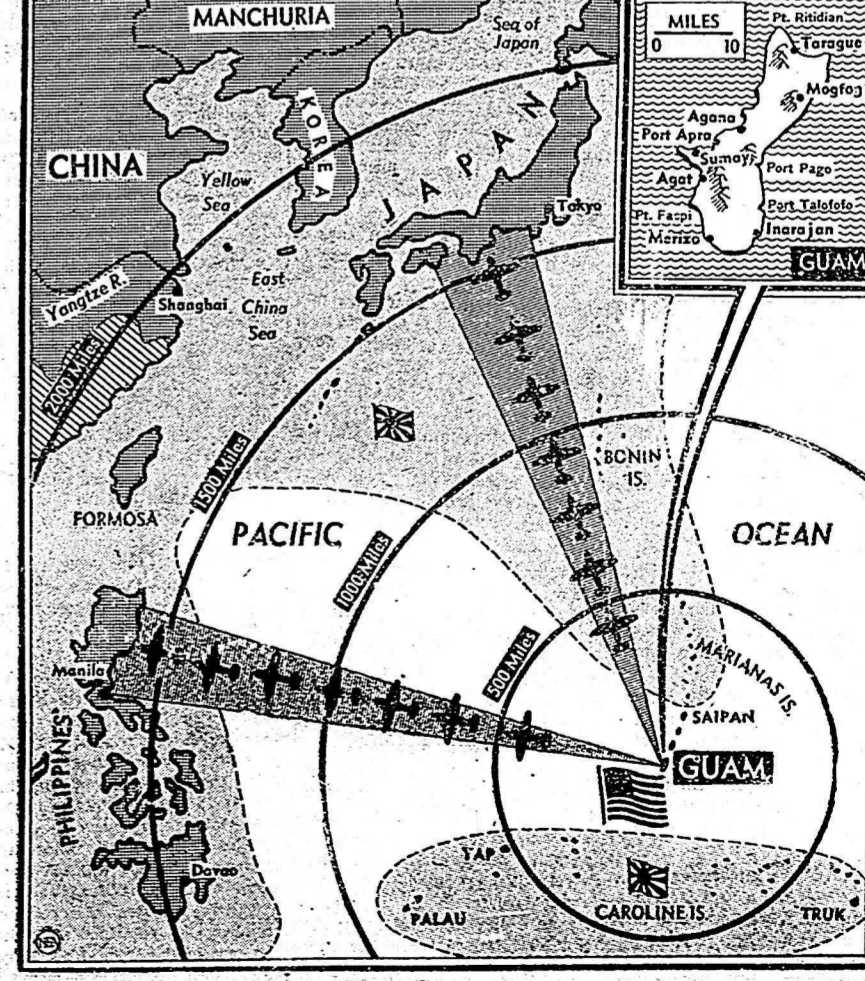 MANCHURIA
Sea of
Japan
KOREA
JAPAN
CHINA
Yellow
Sea
Tokyo
Yangtze R.
Shanghai
East
China
Sea
2000 Miles
1500 Miles
FORMOSA
PACIFIC
OCEAN
1000 Miles
BONIN
IS.
500 Miles
Manila
PHILIPPINES
Davao
MARIANAS IS.
SAIPAN
GUAM
YAP
PALAU
CAROLINE IS.
TRUK
MILES
0 10
Pt. Ritidian
Tarague
Mogfog
Agana
Port Apra
Sumay
Port Pago
Agat
Pt. Facpi
Port Talofofo
Merizo
Inarajan
GUAM